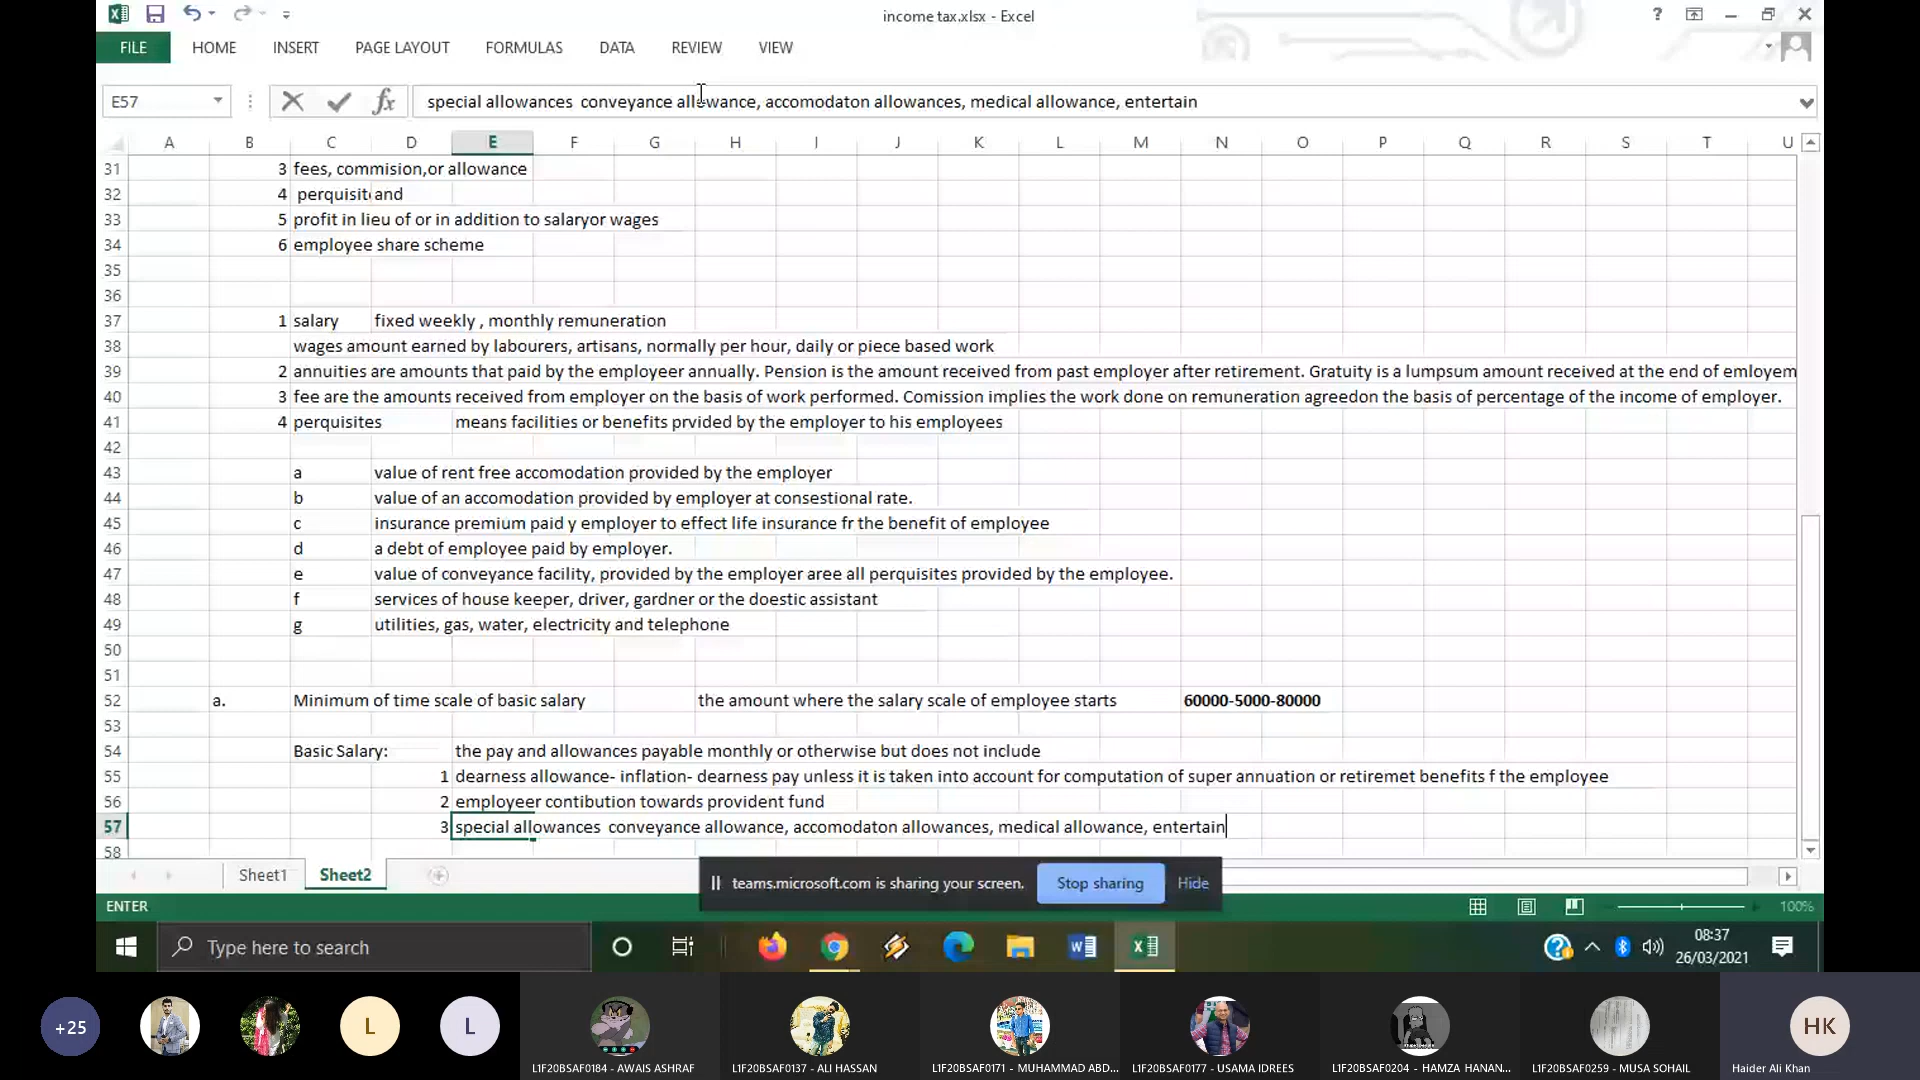 income tax.xlsx - Excel
FILE HOME INSERT PAGE LAYOUT FORMULAS DATA REVIEW VIEW
E57 fx special allowances  conveyance allowance, accomodaton allowances, medical allowance, entertain
A B C D E F G H I J K L M N O P Q R S T U
31 3 fees, commision,or allowance
32 4 perquisite and
33 5 profit in lieu of or in addition to salaryor wages
34 6 employee share scheme
35
36
37 1 salary fixed weekly , monthly remuneration
38 wages amount earned by labourers, artisans, normally per hour, daily or piece based work
39 2 annuities are amounts that paid by the employeer annually. Pension is the amount received from past employer after retirement. Gratuity is a lumpsum amount received at the end of emloyem
40 3 fee are the amounts received from employer on the basis of work performed. Comission implies the work done on remuneration agreedon the basis of percentage of the income of employer.
41 4 perquisites means facilities or benefits prvided by the employer to his employees
42
43 a value of rent free accomodation provided by the employer
44 b value of an accomodation provided by employer at consestional rate.
45 c insurance premium paid y employer to effect life insurance fr the benefit of employee
46 d a debt of employee paid by employer.
47 e value of conveyance facility, provided by the employer aree all perquisites provided by the employee.
48 f services of house keeper, driver, gardner or the doestic assistant
49 g utilities, gas, water, electricity and telephone
50
51
52 a. Minimum of time scale of basic salary the amount where the salary scale of employee starts 60000-5000-80000
53
54 Basic Salary: the pay and allowances payable monthly or otherwise but does not include
55 1 dearness allowance- inflation- dearness pay unless it is taken into account for computation of super annuation or retiremet benefits f the employee
56 2 employeer contibution towards provident fund
57 3 special allowances  conveyance allowance, accomodaton allowances, medical allowance, entertain
58
Sheet1 Sheet2
teams.microsoft.com is sharing your screen. Stop sharing Hide
ENTER 100%
Type here to search
08:37
26/03/2021
+25 L L HK
L1F20BSAF0184 - AWAIS ASHRAF L1F20BSAF0137 - ALI HASSAN L1F20BSAF0171 - MUHAMMAD ABD... L1F20BSAF0177 - USAMA IDREES L1F20BSAF0204 - HAMZA HANAN... L1F20BSAF0259 - MUSA SOHAIL Haider Ali Khan